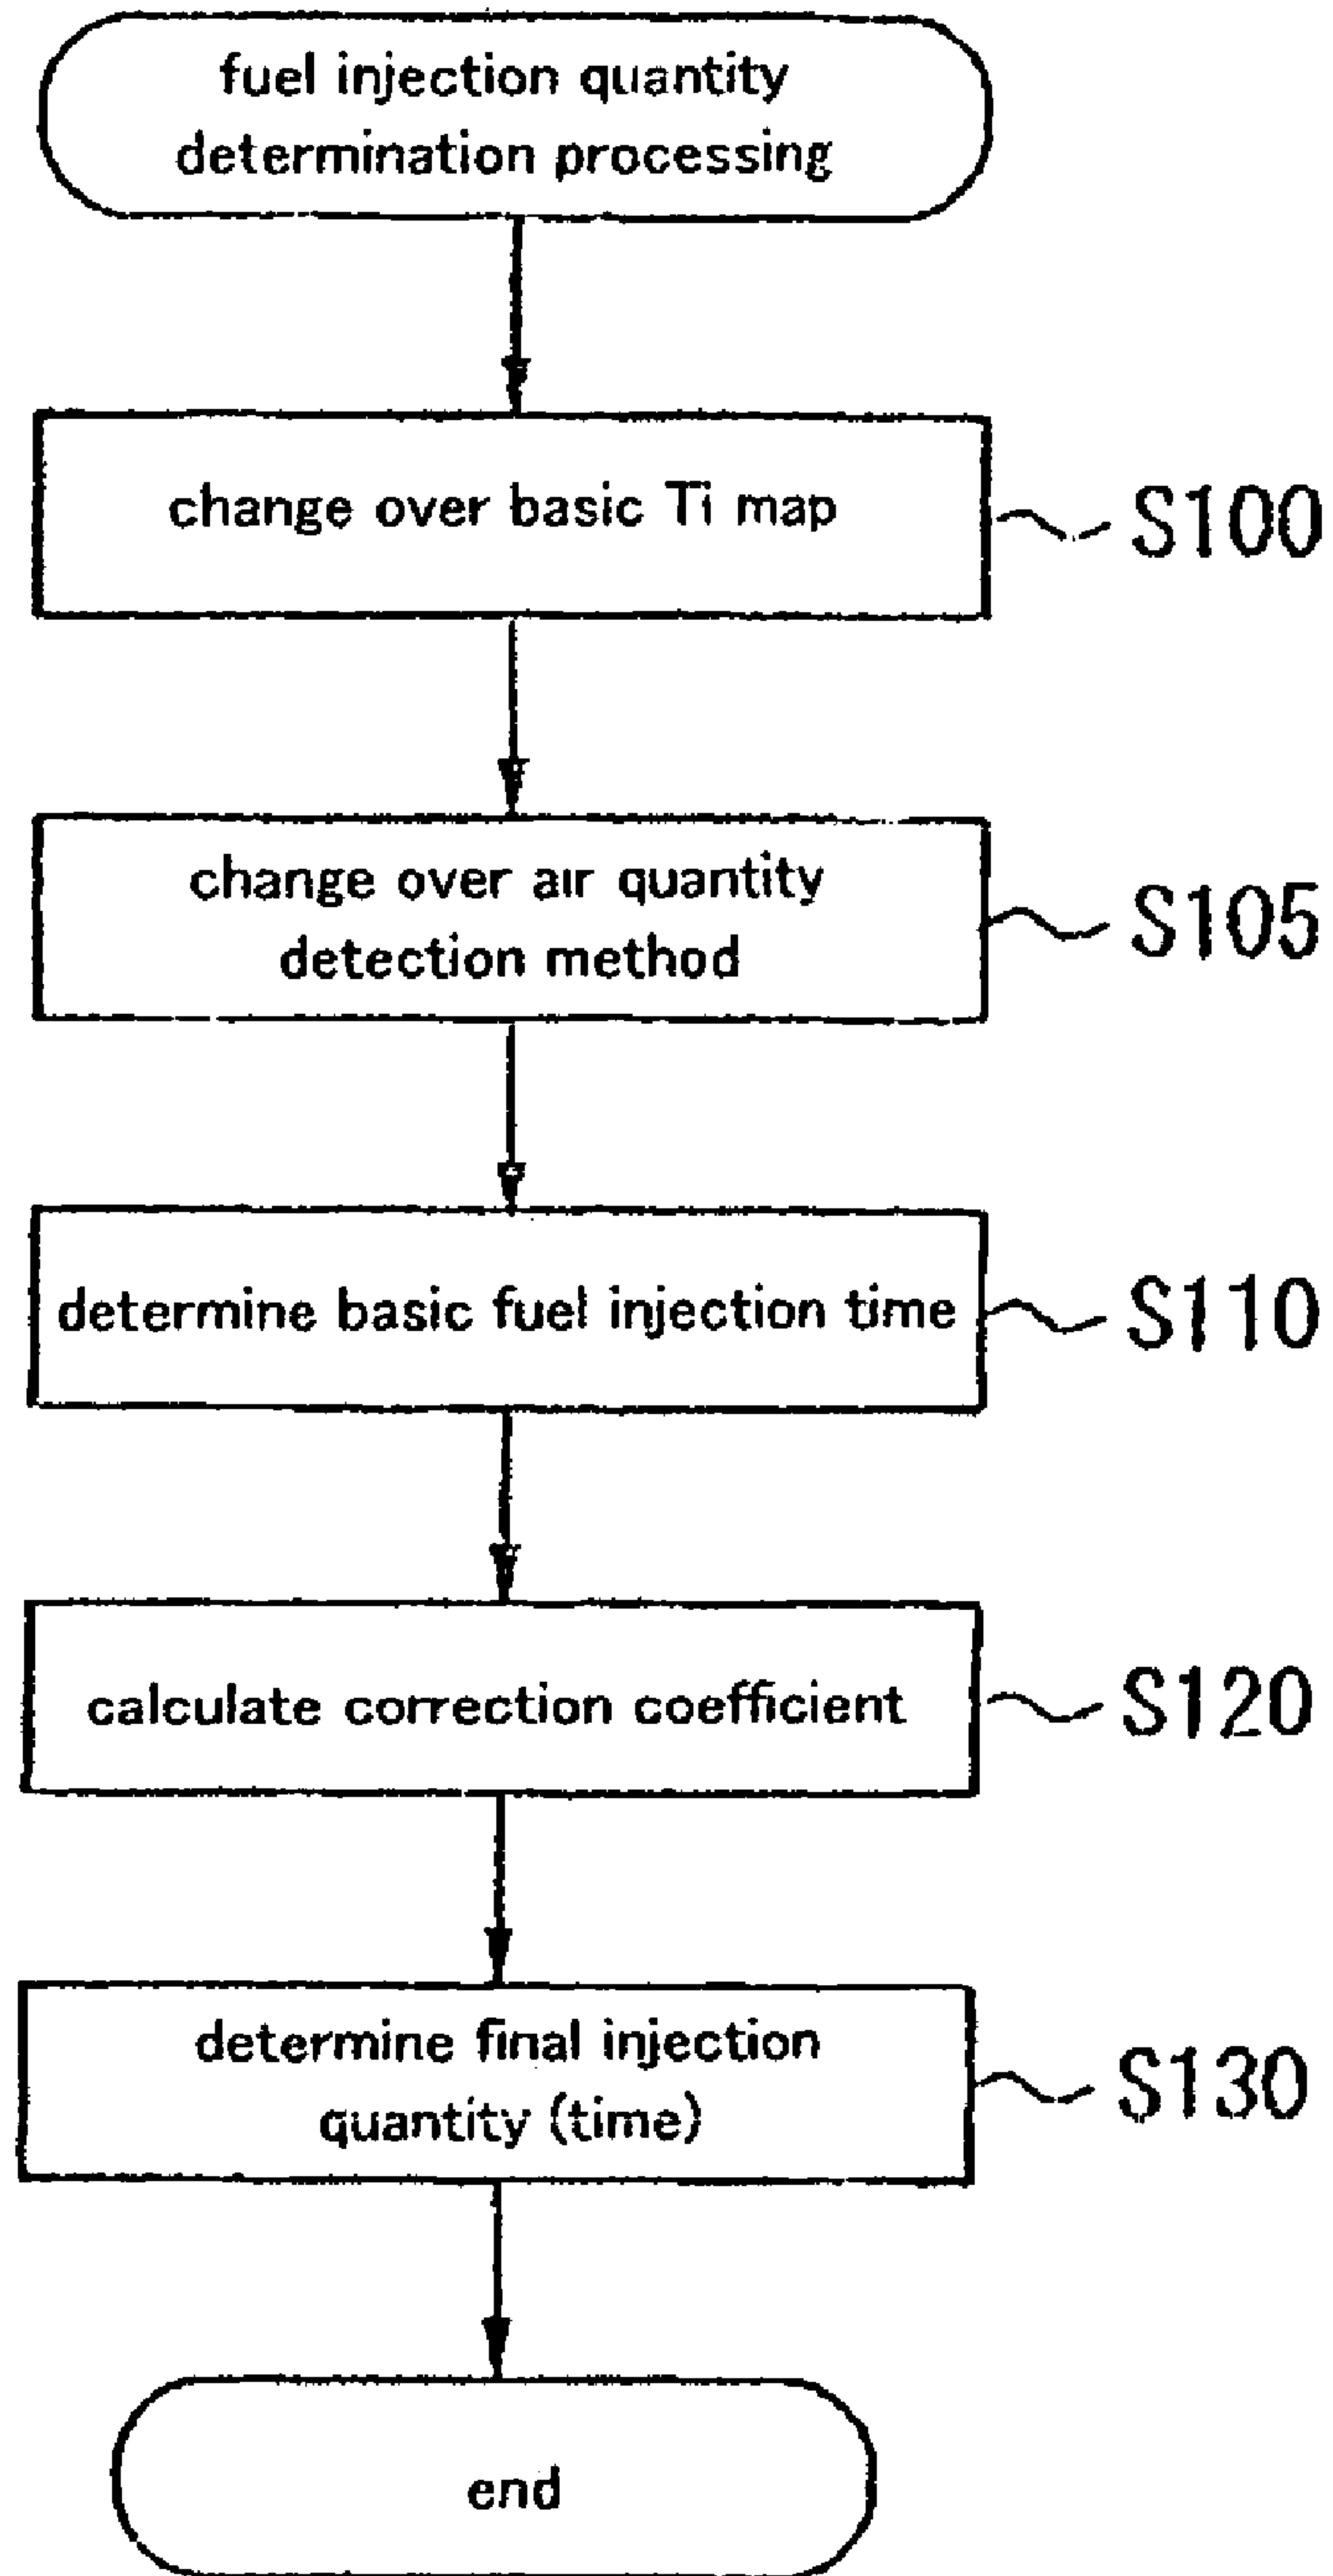 fuel injection quantity
determination processing
change over basic Ti map
S100
change over air quantity
detection method
S105
determine basic fuel injection time
S110
calculate correction coefficient
S120
determine final injection
quantity (time)
S130
end